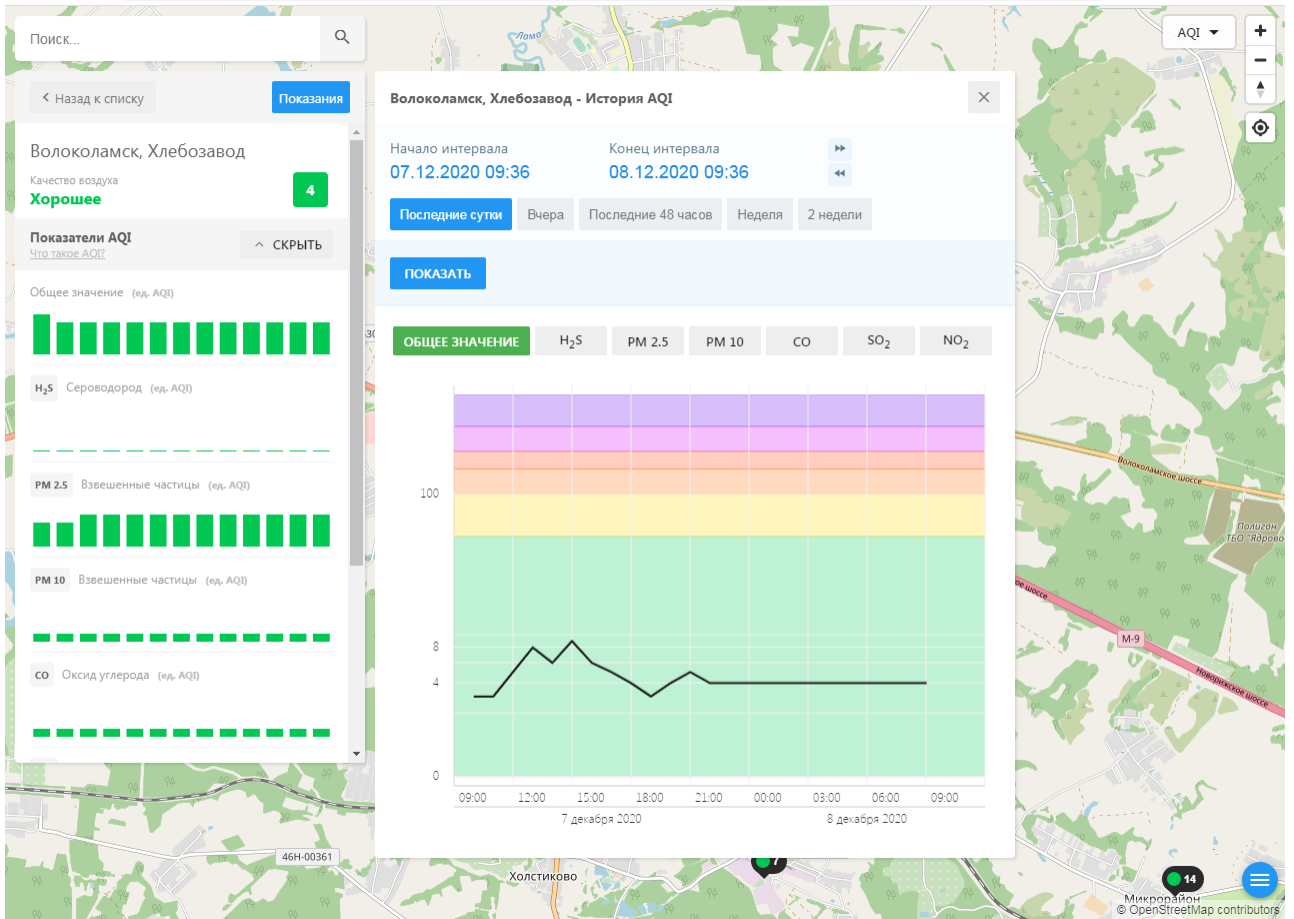 Поиск...
Назад к списку
Показания
Волоколамск, Хлебозавод
Качество воздуха
Хорошее
4
Показатели AQI
Что такое AQI?
СКРЫТЬ
Общее значение (ед. AQI)
H2S Сероводород (ед. AQI)
PM 2.5 Взвешенные частицы (ед. AQI)
PM 10 Взвешенные частицы (ед. AQI)
CO Оксид углерода (ед. AQI)
Волоколамск, Хлебозавод - История AQI
Начало интервала
07.12.2020 09:36
Конец интервала
08.12.2020 09:36
Последние сутки
Вчера
Последние 48 часов
Неделя
2 недели
ПОКАЗАТЬ
ОБЩЕЕ ЗНАЧЕНИЕ
H2S
PM 2.5
PM 10
CO
SO2
NO2
100
8
4
0
09:00 12:00 15:00 18:00 21:00 00:00 03:00 06:00 09:00
7 декабря 2020 8 декабря 2020
AQI
Ломо
Волоколамское шоссе
Полигон
ТБО "Ядрово
М-9
Новорижское шоссе
46Н-00361
Холстиково
7
14
Микрорайон
© OpenStreetMap contributors